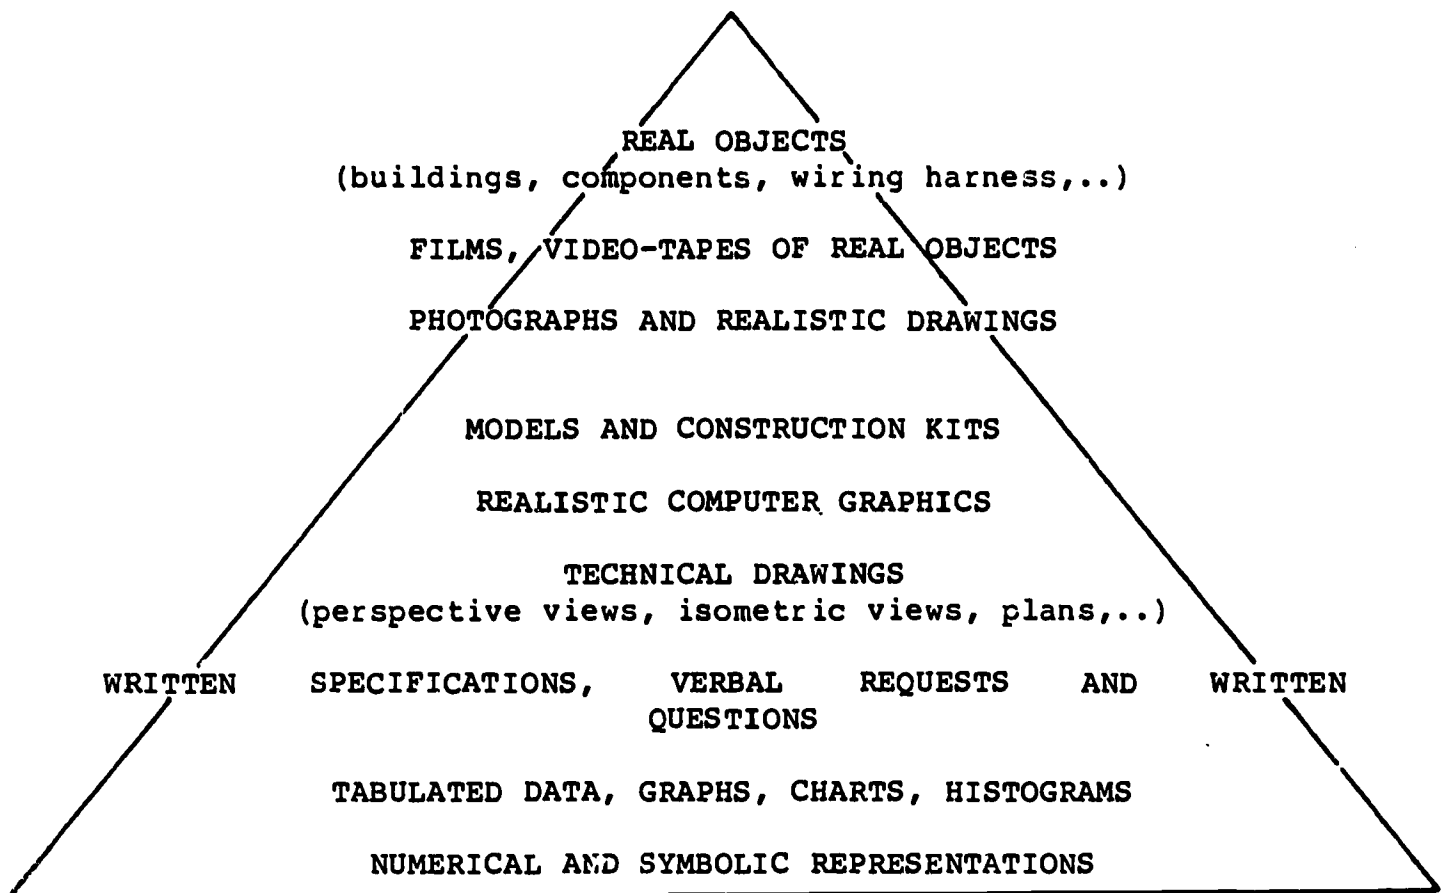 REAL OBJECTS
(buildings, components, wiring harness,..)
FILMS, VIDEO-TAPES OF REAL OBJECTS
PHOTOGRAPHS AND REALISTIC DRAWINGS
MODELS AND CONSTRUCTION KITS
REALISTIC COMPUTER GRAPHICS
TECHNICAL DRAWINGS
(perspective views, isometric views, plans,..)
WRITTEN SPECIFICATIONS, VERBAL REQUESTS AND WRITTEN
QUESTIONS
TABULATED DATA, GRAPHS, CHARTS, HISTOGRAMS
NUMERICAL AND SYMBOLIC REPRESENTATIONS